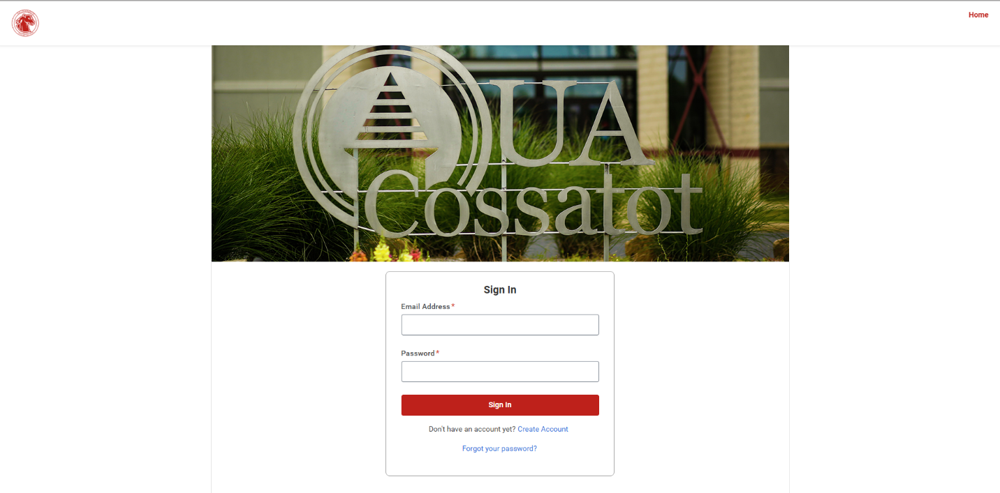 Home
UA
Cossatot
Sign In
Email Address *
Password *
Sign In
Don't have an account yet? Create Account
Forgot your password?